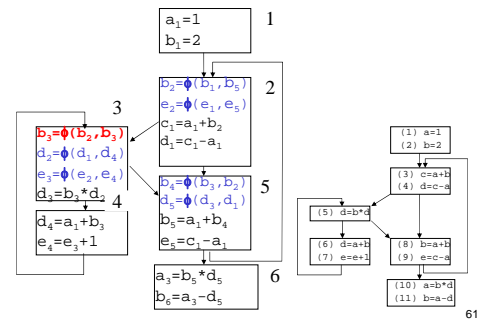 1
a₁=1
b₁=2
2
b₂=ϕ(b₁,b₅)
e₂=ϕ(e₁,e₅)
c₁=a₁+b₂
d₁=c₁-a₁
3
b₃=ϕ(b₂,b₃)
d₂=ϕ(d₁,d₄)
e₃=ϕ(e₂,e₄)
d₃=b₃*d₂
4
d₄=a₁+b₃
e₄=e₃+1
5
b₄=ϕ(b₃,b₂)
d₅=ϕ(d₃,d₁)
b₅=a₁+b₄
e₅=c₁-a₁
6
a₃=b₅*d₅
b₆=a₃-d₅
(1) a=1
(2) b=2
(3) c=a+b
(4) d=c-a
(5) d=b*d
(6) d=a+b
(7) e=e+1
(8) b=a+b
(9) e=c-a
(10) a=b*d
(11) b=a-d
61